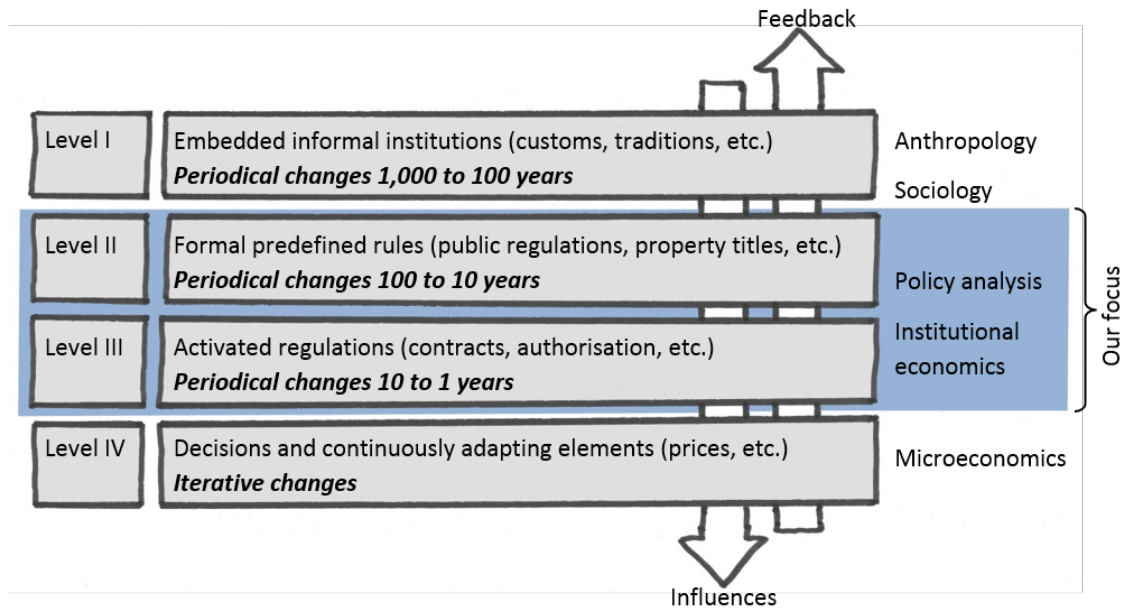 Feedback
Level I
Embedded informal institutions (customs, traditions, etc.)
Periodical changes 1,000 to 100 years
Anthropology
Sociology
Level II
Formal predefined rules (public regulations, property titles, etc.)
Periodical changes 100 to 10 years
Policy analysis
Level III
Activated regulations (contracts, authorisation, etc.)
Periodical changes 10 to 1 years
Institutional
economics
Our focus
Level IV
Decisions and continuously adapting elements (prices, etc.)
Iterative changes
Microeconomics
Influences